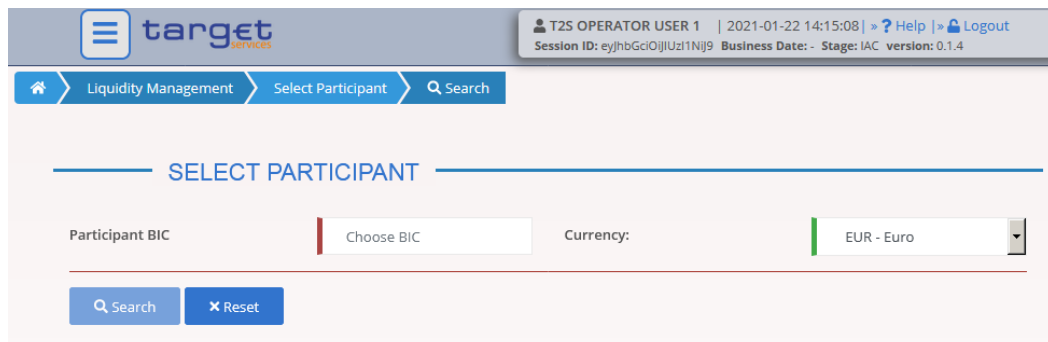 target
services
T2S OPERATOR USER 1 | 2021-01-22 14:15:08| » ? Help |» Logout
Session ID: eyJhbGciOiJIUzI1NiJ9 Business Date: - Stage: IAC version: 0.1.4
Liquidity Management Select Participant Search
SELECT PARTICIPANT
Participant BIC Choose BIC Currency: EUR - Euro
Search × Reset